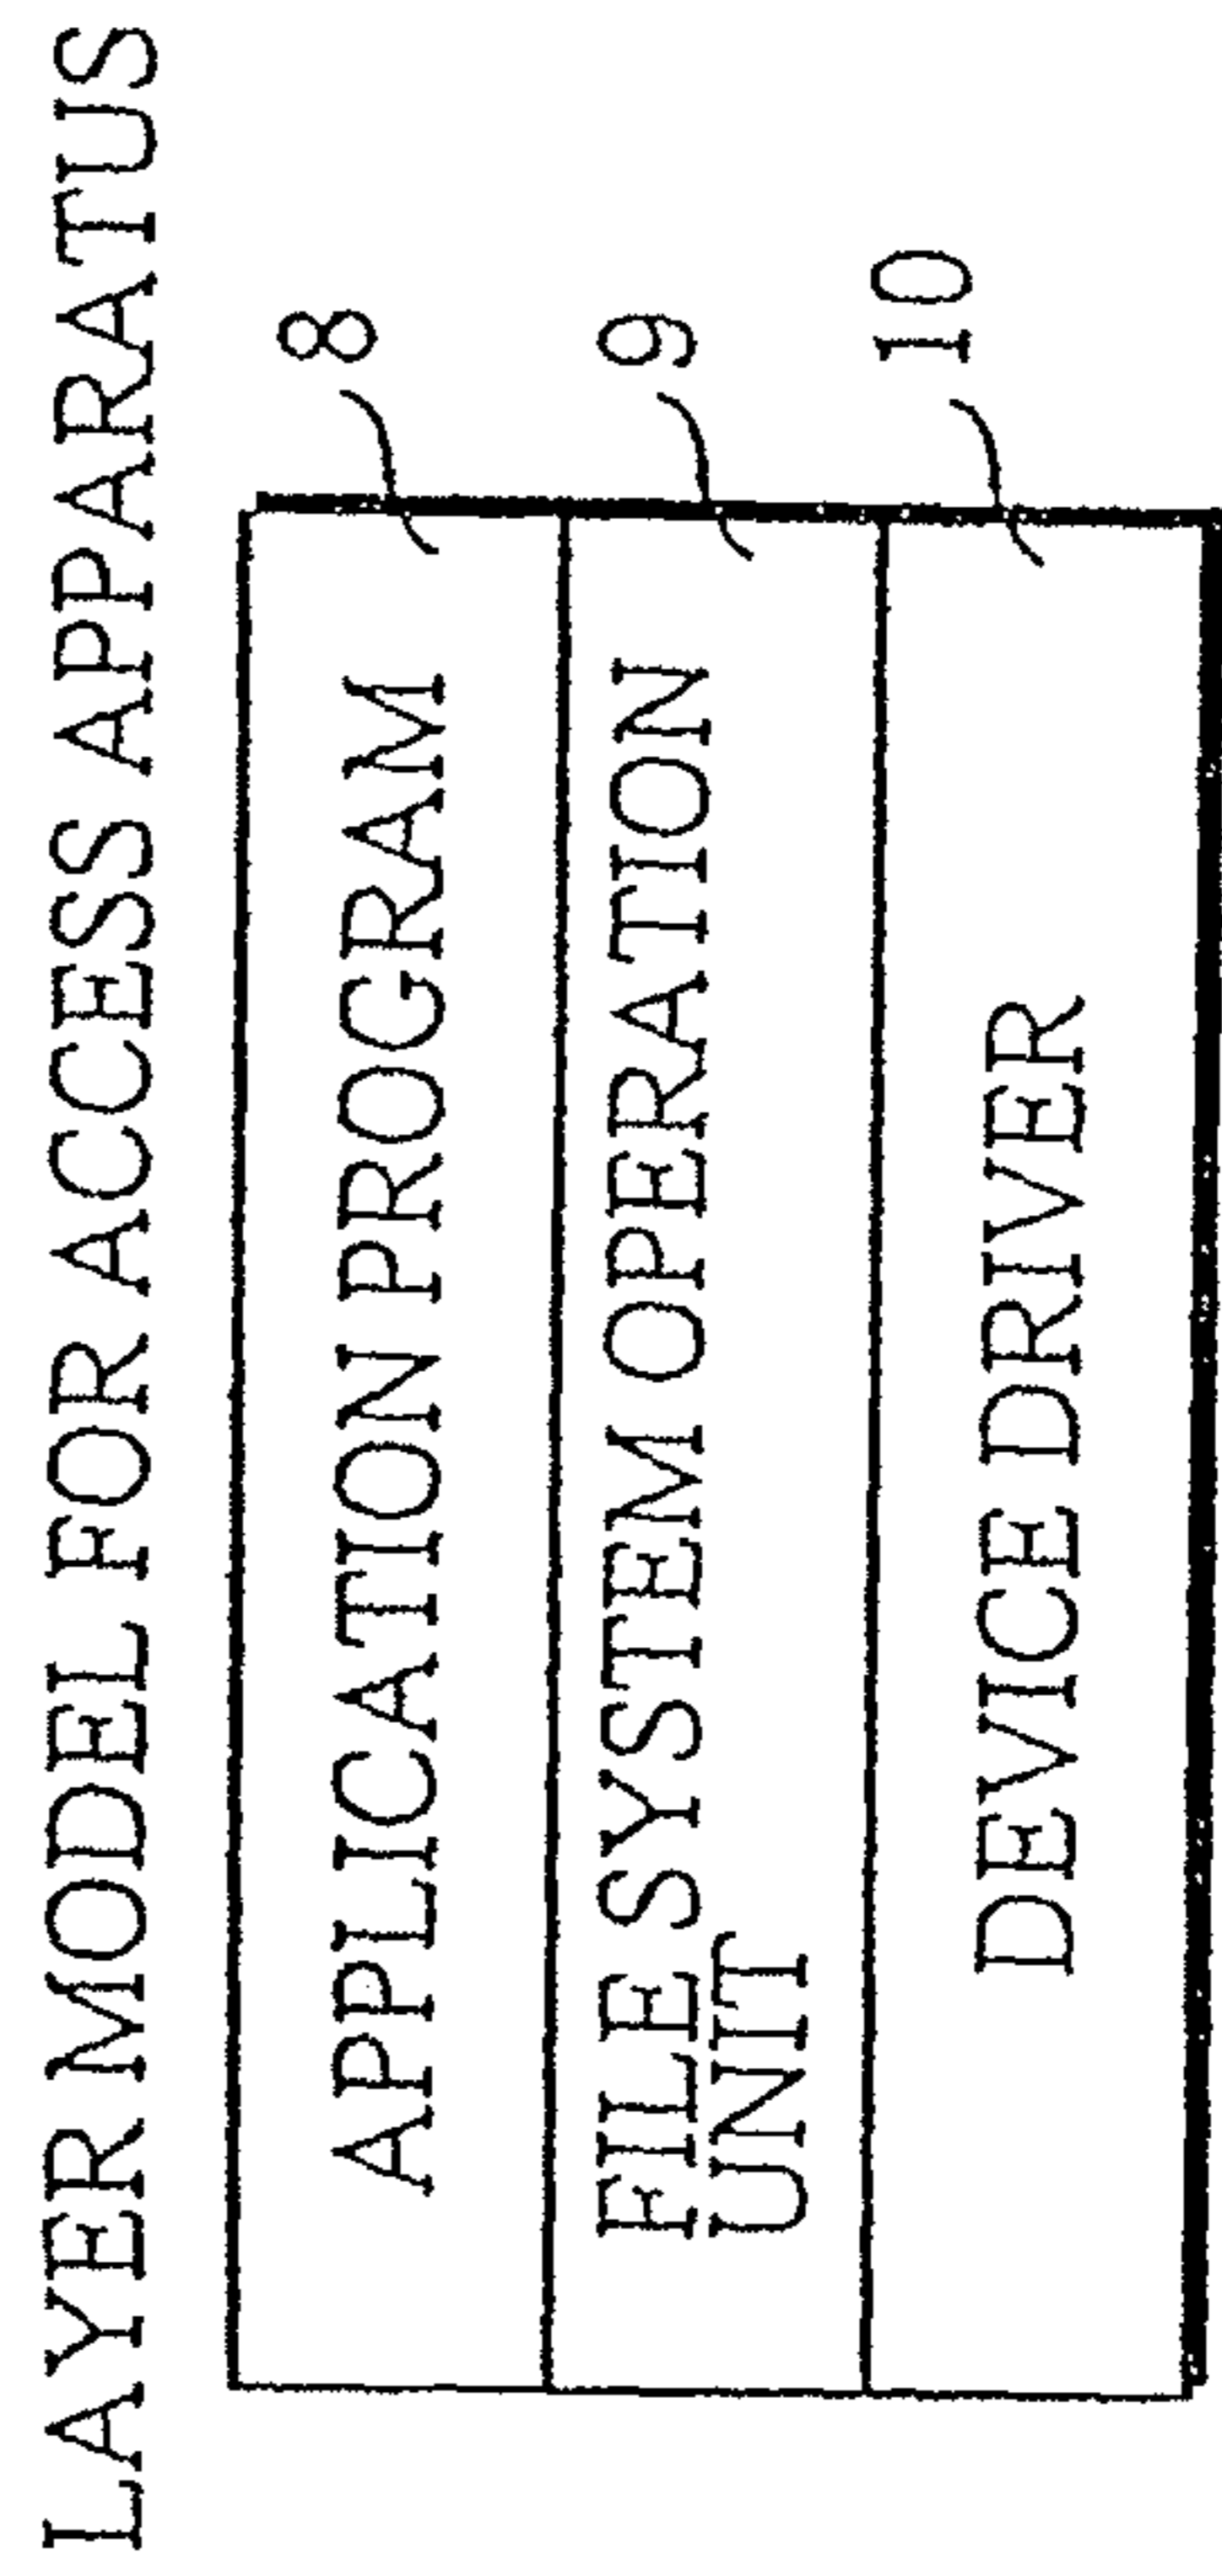 LAYER MODEL FOR ACCESS APPARATUS
APPLICATION PROGRAM
8
FILE SYSTEM OPERATION
UNIT
9
DEVICE DRIVER
10